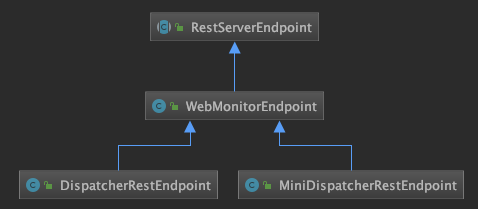 RestServerEndpoint
WebMonitorEndpoint
DispatcherRestEndpoint
MiniDispatcherRestEndpoint